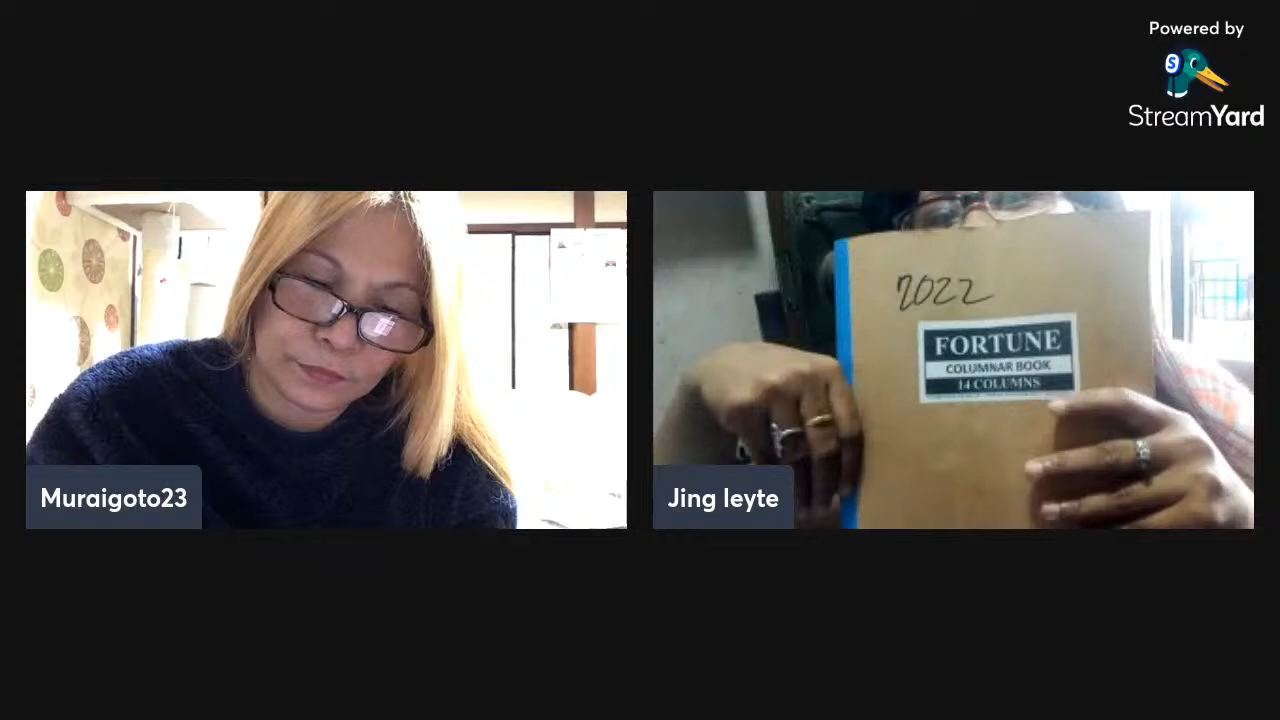 Powered by
S
StreamYard
2022
FORTUNE
COLUMNAR BOOK
14 COLUMNS
Muraigoto23
Jing leyte